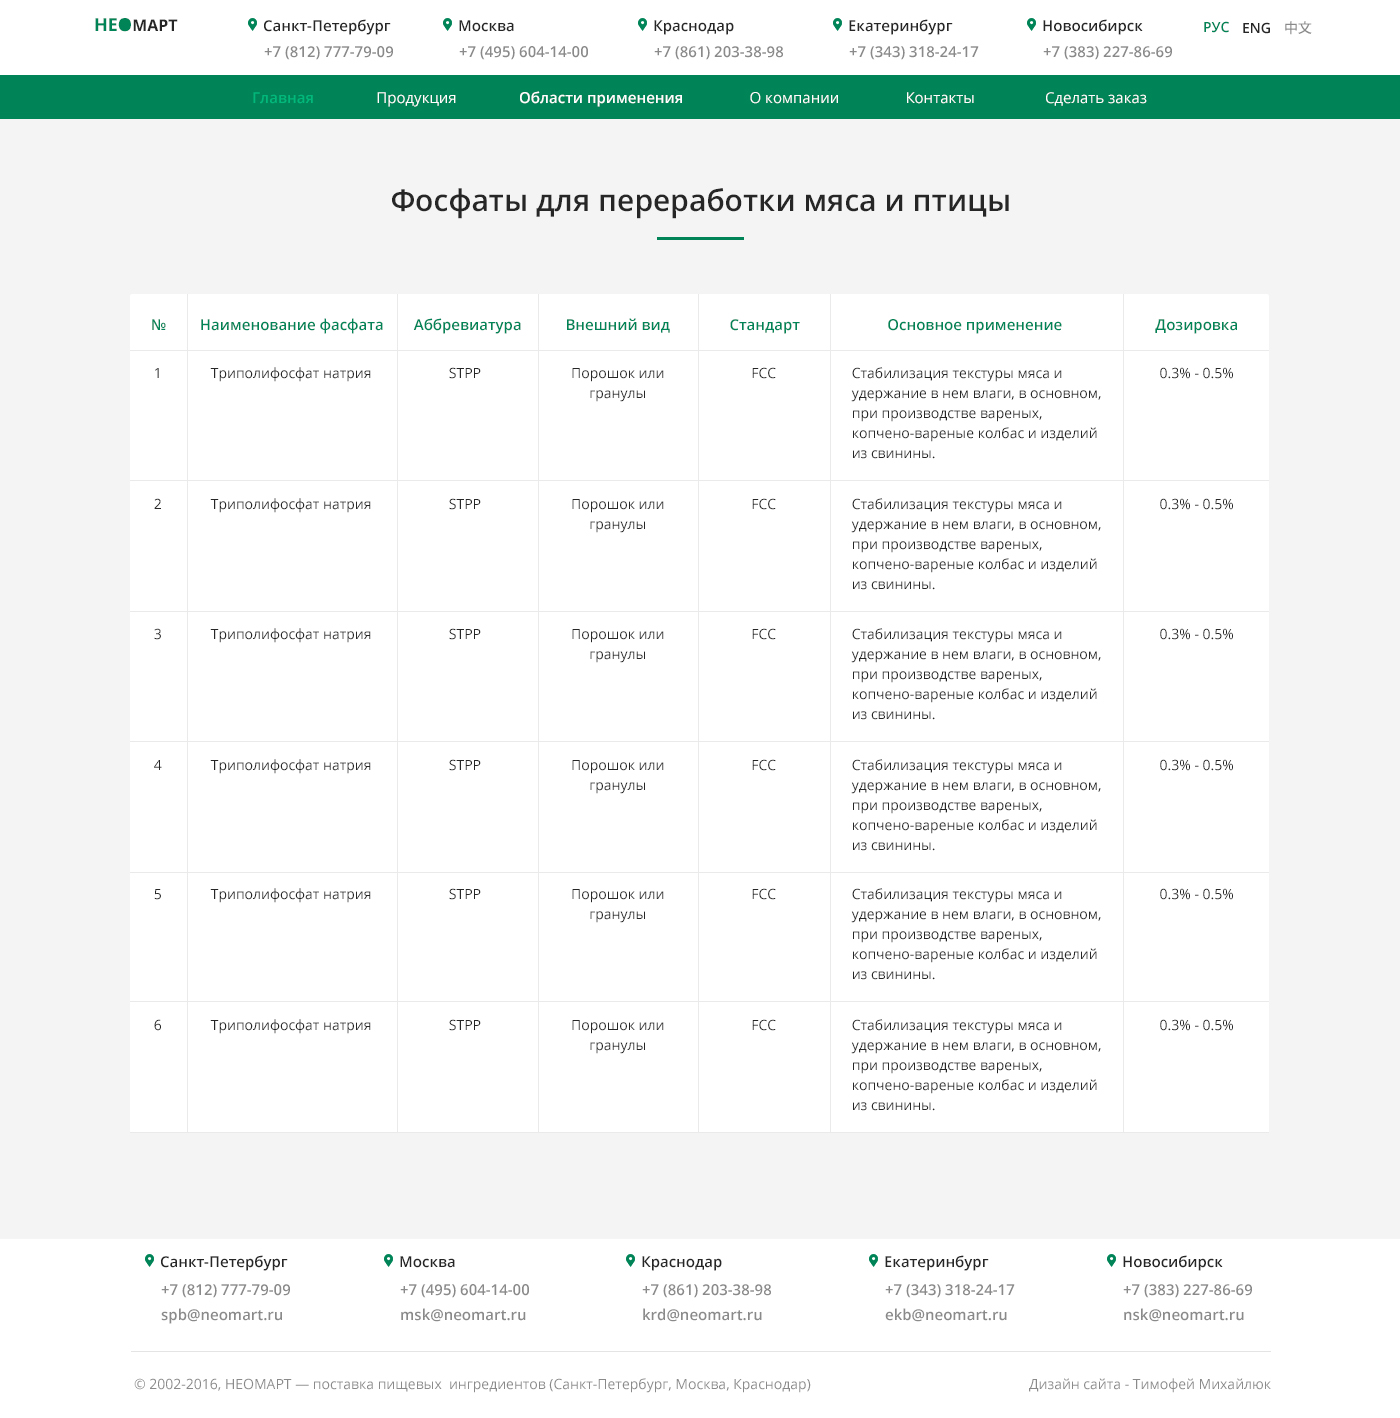 НЕОМАРТ
Санкт-Петербург Москва Краснодар Екатеринбург Новосибирск РУС ENG 中文
+7 (812) 777-79-09 +7 (495) 604-14-00 +7 (861) 203-38-98 +7 (343) 318-24-17 +7 (383) 227-86-69
Главная Продукция Области применения О компании Контакты Сделать заказ
Фосфаты для переработки мяса и птицы
№ Наименование фасфата Аббревиатура Внешний вид Стандарт Основное применение Дозировка
1 Триполифосфат натрия STPP Порошок или FCC Стабилизация текстуры мяса и 0.3% - 0.5%
гранулы удержание в нем влаги, в основном,
при производстве вареных,
копчено-вареные колбас и изделий
из свинины.
2 Триполифосфат натрия STPP Порошок или FCC Стабилизация текстуры мяса и 0.3% - 0.5%
гранулы удержание в нем влаги, в основном,
при производстве вареных,
копчено-вареные колбас и изделий
из свинины.
3 Триполифосфат натрия STPP Порошок или FCC Стабилизация текстуры мяса и 0.3% - 0.5%
гранулы удержание в нем влаги, в основном,
при производстве вареных,
копчено-вареные колбас и изделий
из свинины.
4 Триполифосфат натрия STPP Порошок или FCC Стабилизация текстуры мяса и 0.3% - 0.5%
гранулы удержание в нем влаги, в основном,
при производстве вареных,
копчено-вареные колбас и изделий
из свинины.
5 Триполифосфат натрия STPP Порошок или FCC Стабилизация текстуры мяса и 0.3% - 0.5%
гранулы удержание в нем влаги, в основном,
при производстве вареных,
копчено-вареные колбас и изделий
из свинины.
6 Триполифосфат натрия STPP Порошок или FCC Стабилизация текстуры мяса и 0.3% - 0.5%
гранулы удержание в нем влаги, в основном,
при производстве вареных,
копчено-вареные колбас и изделий
из свинины.
Санкт-Петербург Москва Краснодар Екатеринбург Новосибирск
+7 (812) 777-79-09 +7 (495) 604-14-00 +7 (861) 203-38-98 +7 (343) 318-24-17 +7 (383) 227-86-69
spb@neomart.ru msk@neomart.ru krd@neomart.ru ekb@neomart.ru nsk@neomart.ru
© 2002-2016, НЕОМАРТ — поставка пищевых ингредиентов (Санкт-Петербург, Москва, Краснодар) Дизайн сайта - Тимофей Михайлюк